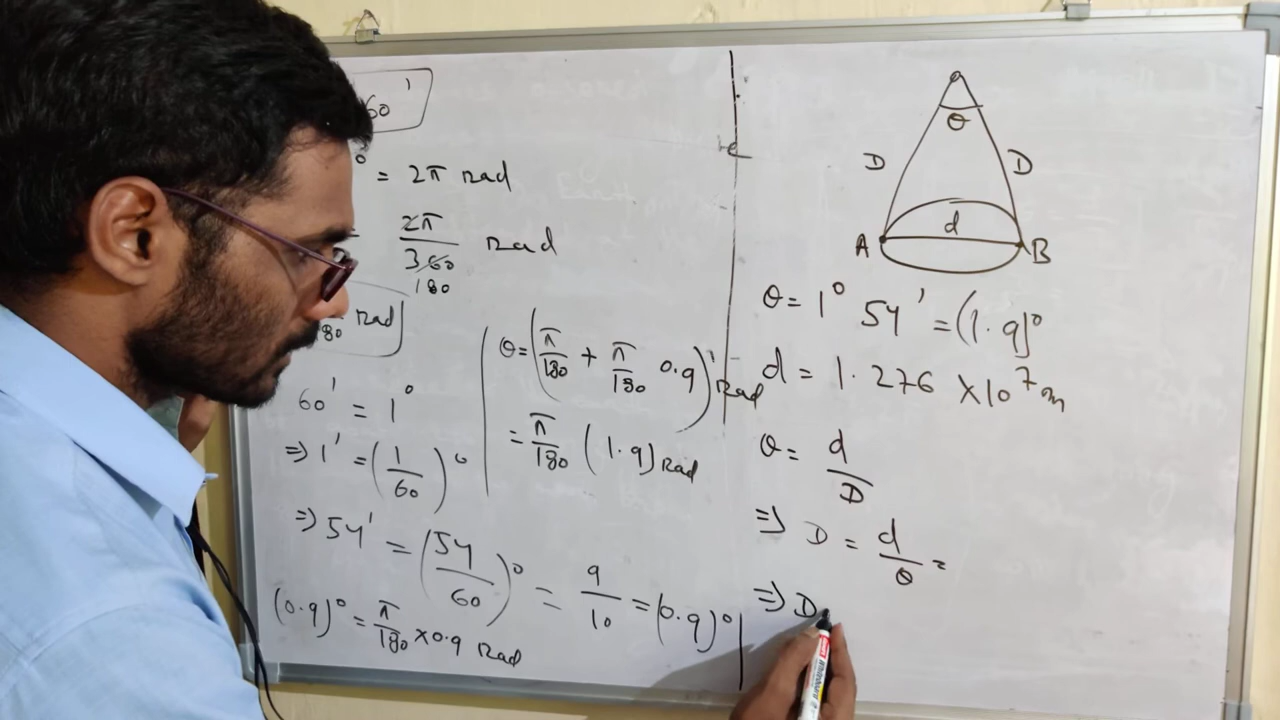 60'
° = 2π rad
2π/360 rad
180
80 rad
60' = 1°
⇒ 1' = (1/60)°
⇒ 54' = (54/60)° = 9/10 = (0.9)°
(0.9)° = π/180 × 0.9 rad
θ = (π/180 + π/180 0.9)' rad
= π/180 (1.9) rad
θ
D D
d
A B
θ = 1° 54' = (1.9)°
d = 1.276 × 10⁷ m
θ = d/D
⇒ D = d/θ =
⇒ D